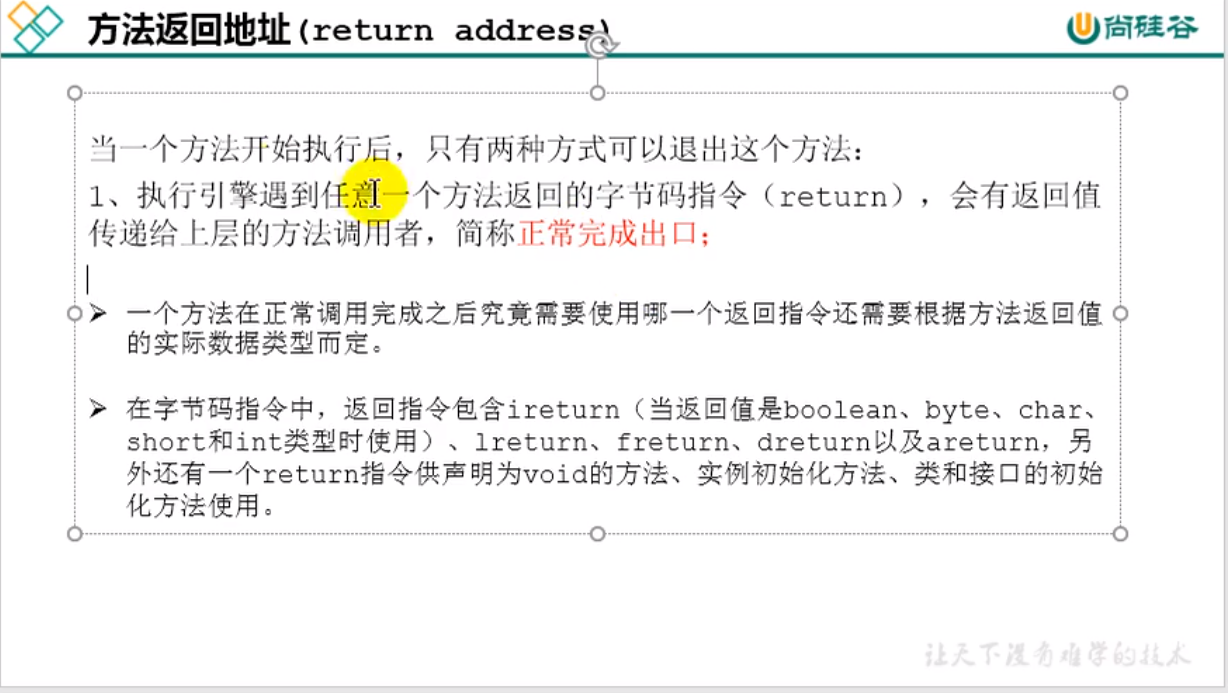 方法返回地址(return address)
尚硅谷
当一个方法开始执行后，只有两种方式可以退出这个方法：
1、执行引擎遇到任意一个方法返回的字节码指令（return），会有返回值
传递给上层的方法调用者，简称正常完成出口；
➢ 一个方法在正常调用完成之后究竟需要使用哪一个返回指令还需要根据方法返回值
的实际数据类型而定。
➢ 在字节码指令中，返回指令包含ireturn（当返回值是boolean、byte、char、
short和int类型时使用）、lreturn、freturn、dreturn以及areturn，另
外还有一个return指令供声明为void的方法、实例初始化方法、类和接口的初始
化方法使用。
让天下没有难学的技术